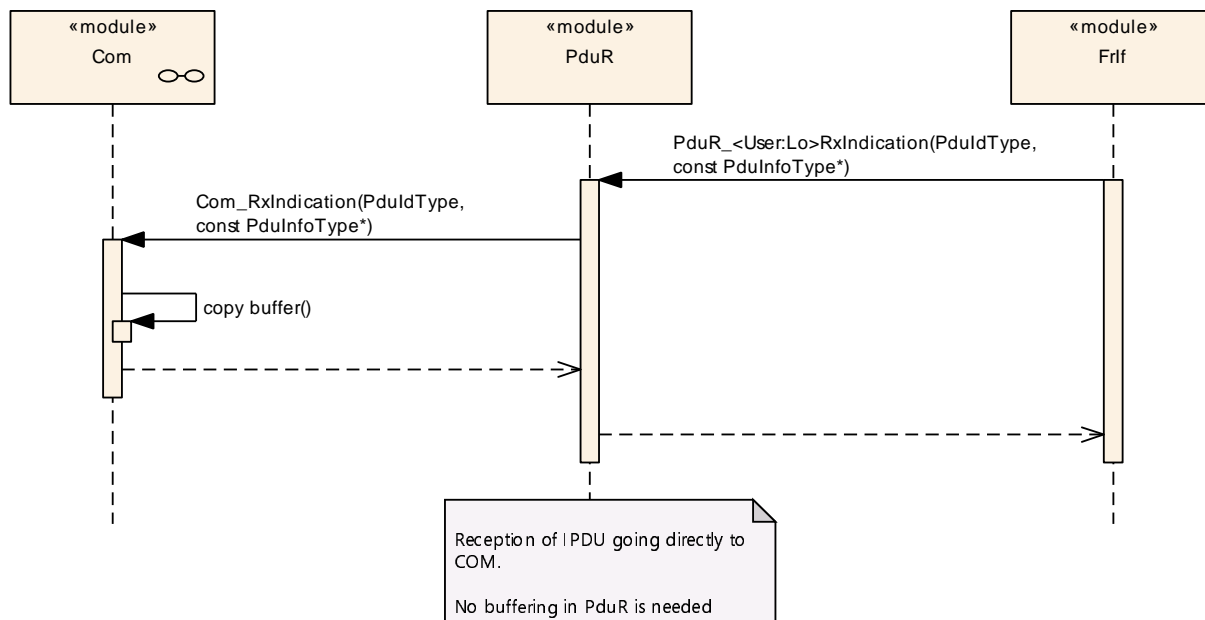 «module»
Com
«module»
PduR
«module»
FrIf
PduR_<User:Lo>RxIndication(PduIdType,
const PduInfoType*)
Com_RxIndication(PduIdType,
const PduInfoType*)
copy buffer()
Reception of I PDU going directly to
COM.
No buffering in PduR is needed